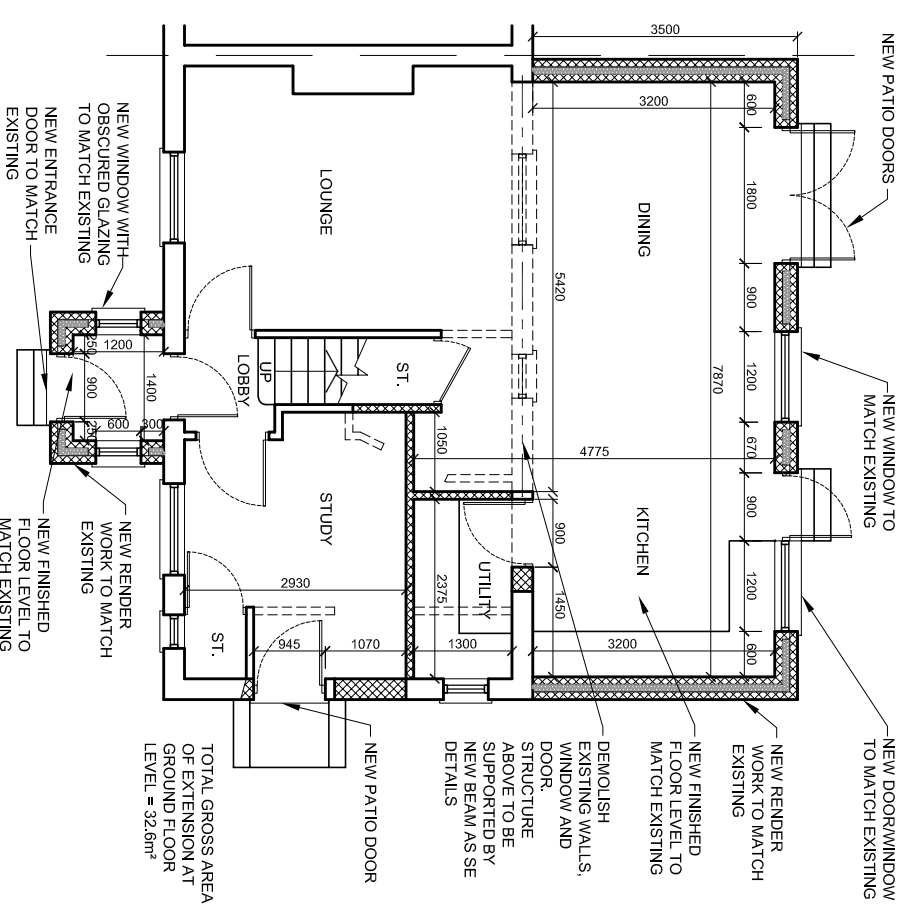 NEW PATIO DOORS
NEW WINDOW TO
MATCH EXISTING
NEW DOOR/WINDOW
TO MATCH EXISTING
3500
3200
600
1800
900
1200
670
900
1200
600
7870
DINING
KITCHEN
5420
4775
900
1450
3200
NEW RENDER
WORK TO MATCH
EXISTING
NEW FINISHED
FLOOR LEVEL TO
MATCH EXISTING
DEMOLISH
EXISTING WALLS,
WINDOW AND
DOOR.
STRUCTURE
ABOVE TO BE
SUPPORTED BY
NEW BEAM AS SE
DETAILS
LOUNGE
ST.
UP
LOBBY
1050
UTILITY
2375
1300
STUDY
2930
945
1070
ST.
NEW PATIO DOOR
TOTAL GROSS AREA
OF EXTENSION AT
GROUND FLOOR
LEVEL = 32.6m²
NEW WINDOW WITH
OBSCURED GLAZING
TO MATCH EXISTING
NEW ENTRANCE
DOOR TO MATCH
EXISTING
1200
1400
250
900
250
600
300
NEW RENDER
WORK TO MATCH
EXISTING
NEW FINISHED
FLOOR LEVEL TO
MATCH EXISTING